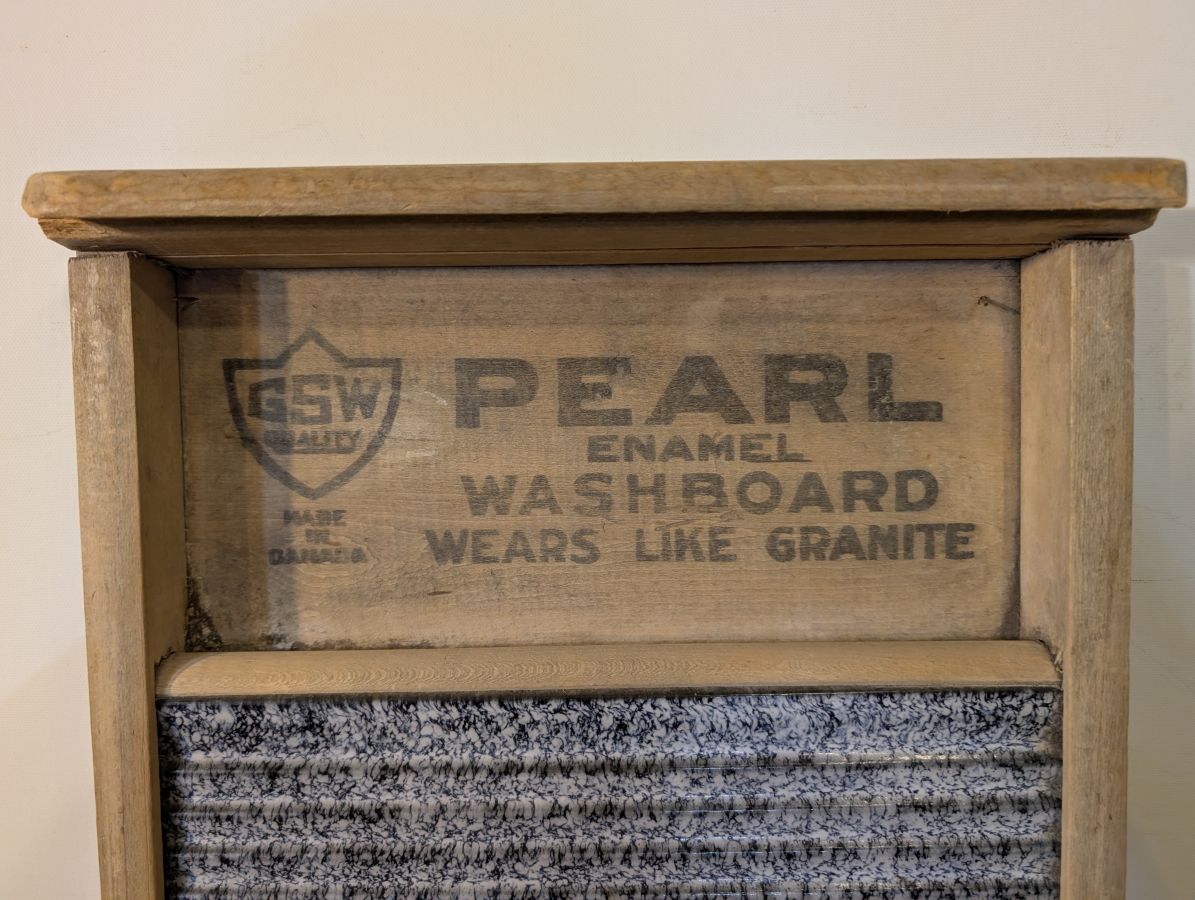 GSW
QUALITY
MADE
IN
CANADA
PEARL
ENAMEL
WASHBOARD
WEARS LIKE GRANITE